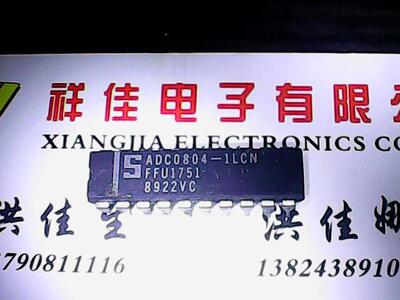 祥佳电子有限
XIANGJIA ELECTRONICS CO
S ADC0804-1LCN
FFU1751
8922VC
洪佳 洪佳娜
790811116 1382438910